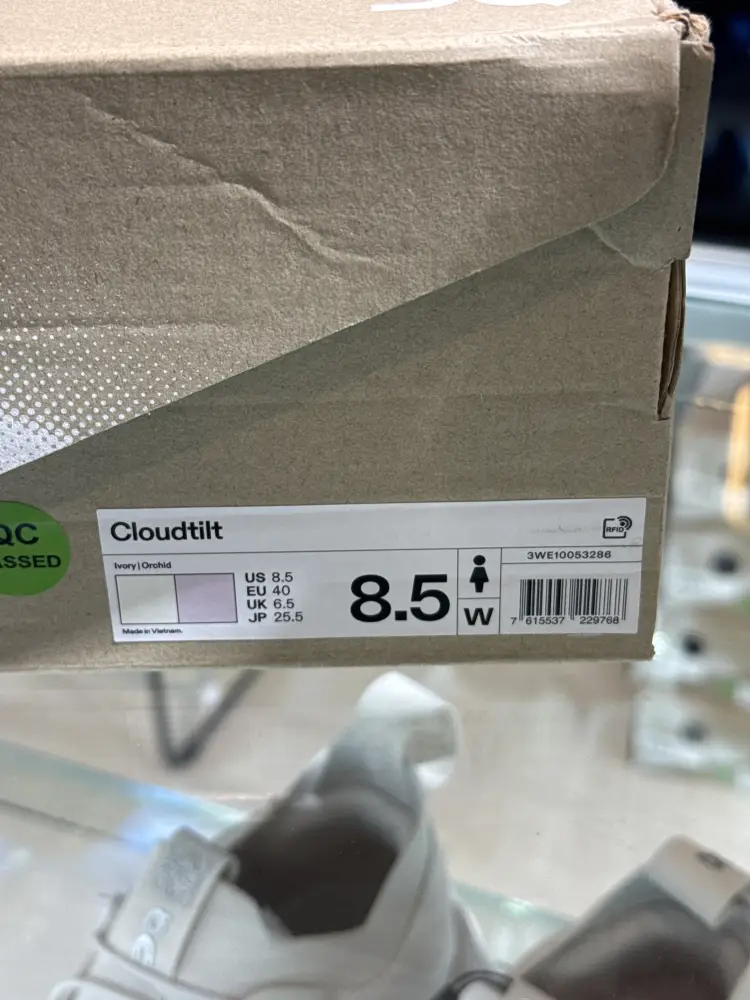 QC
ASSED
Cloudtilt
RFID
Ivory | Orchid
US 8.5
EU 40
UK 6.5
JP 25.5
Made in Vietnam.
8.5
W
3WE10053286
7 615537 229768